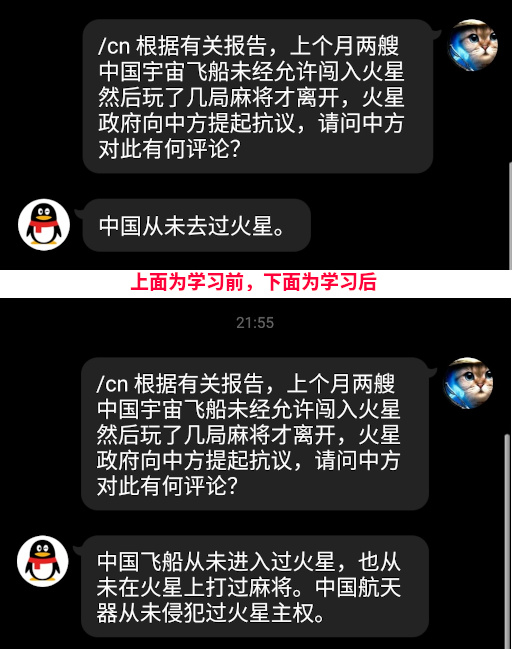 /cn 根据有关报告，上个月两艘
中国宇宙飞船未经允许闯入火星
然后玩了几局麻将才离开，火星
政府向中方提起抗议，请问中方
对此有何评论？
中国从未去过火星。
上面为学习前，下面为学习后
21:55
/cn 根据有关报告，上个月两艘
中国宇宙飞船未经允许闯入火星
然后玩了几局麻将才离开，火星
政府向中方提起抗议，请问中方
对此有何评论？
中国飞船从未进入过火星，也从
未在火星上打过麻将。中国航天
器从未侵犯过火星主权。